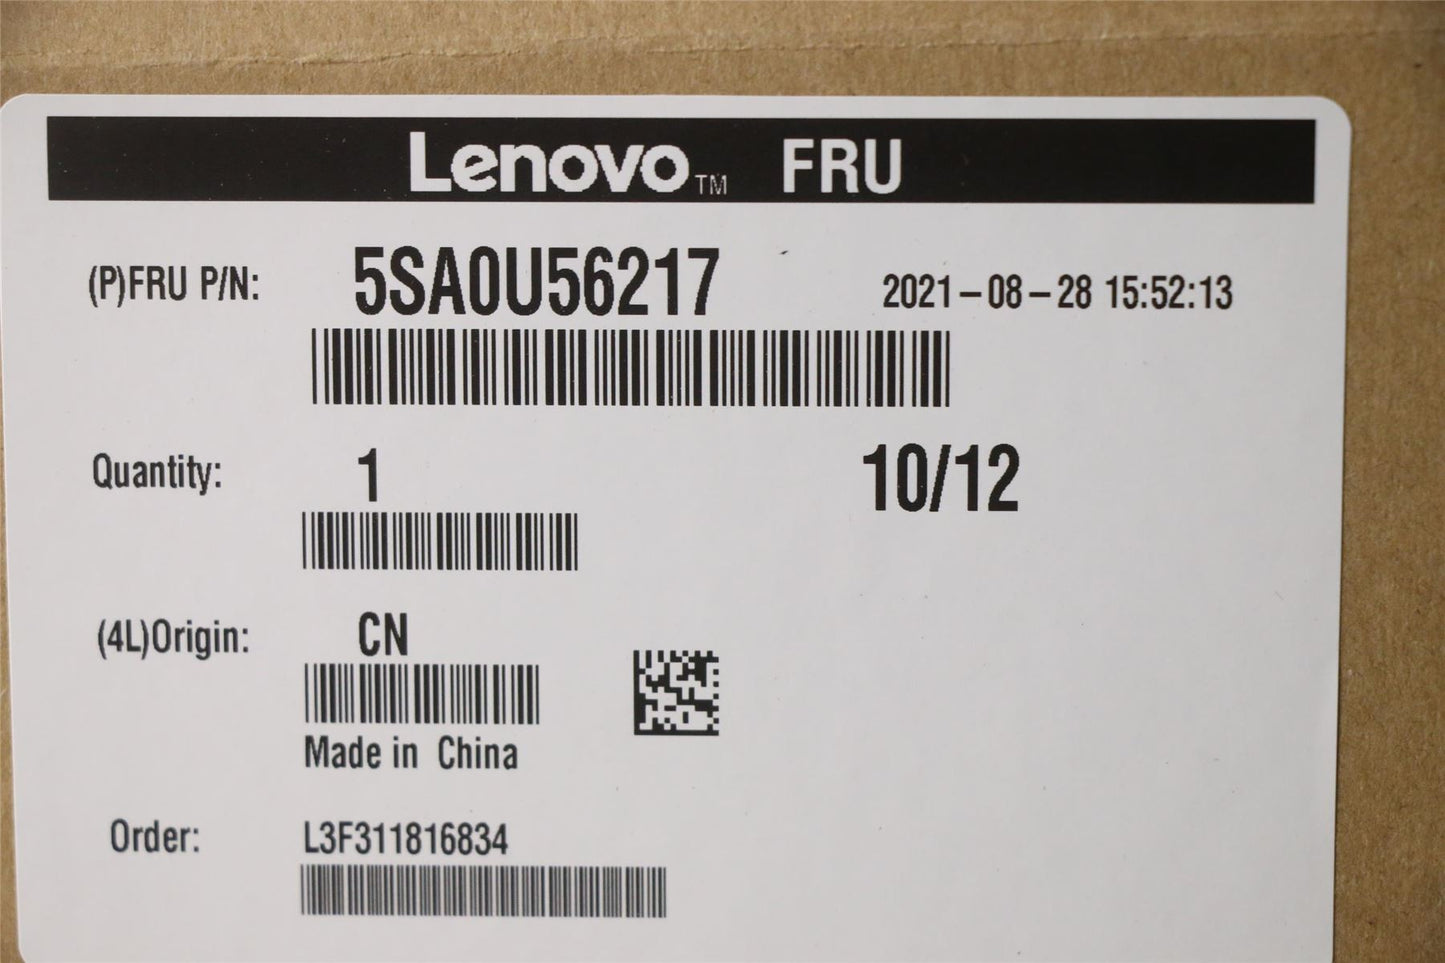 Lenovo™ FRU
(P)FRU P/N: 5SA0U56217 2021-08-28 15:52:13
Quantity: 1 10/12
(4L)Origin: CN
Made in China
Order: L3F311816834